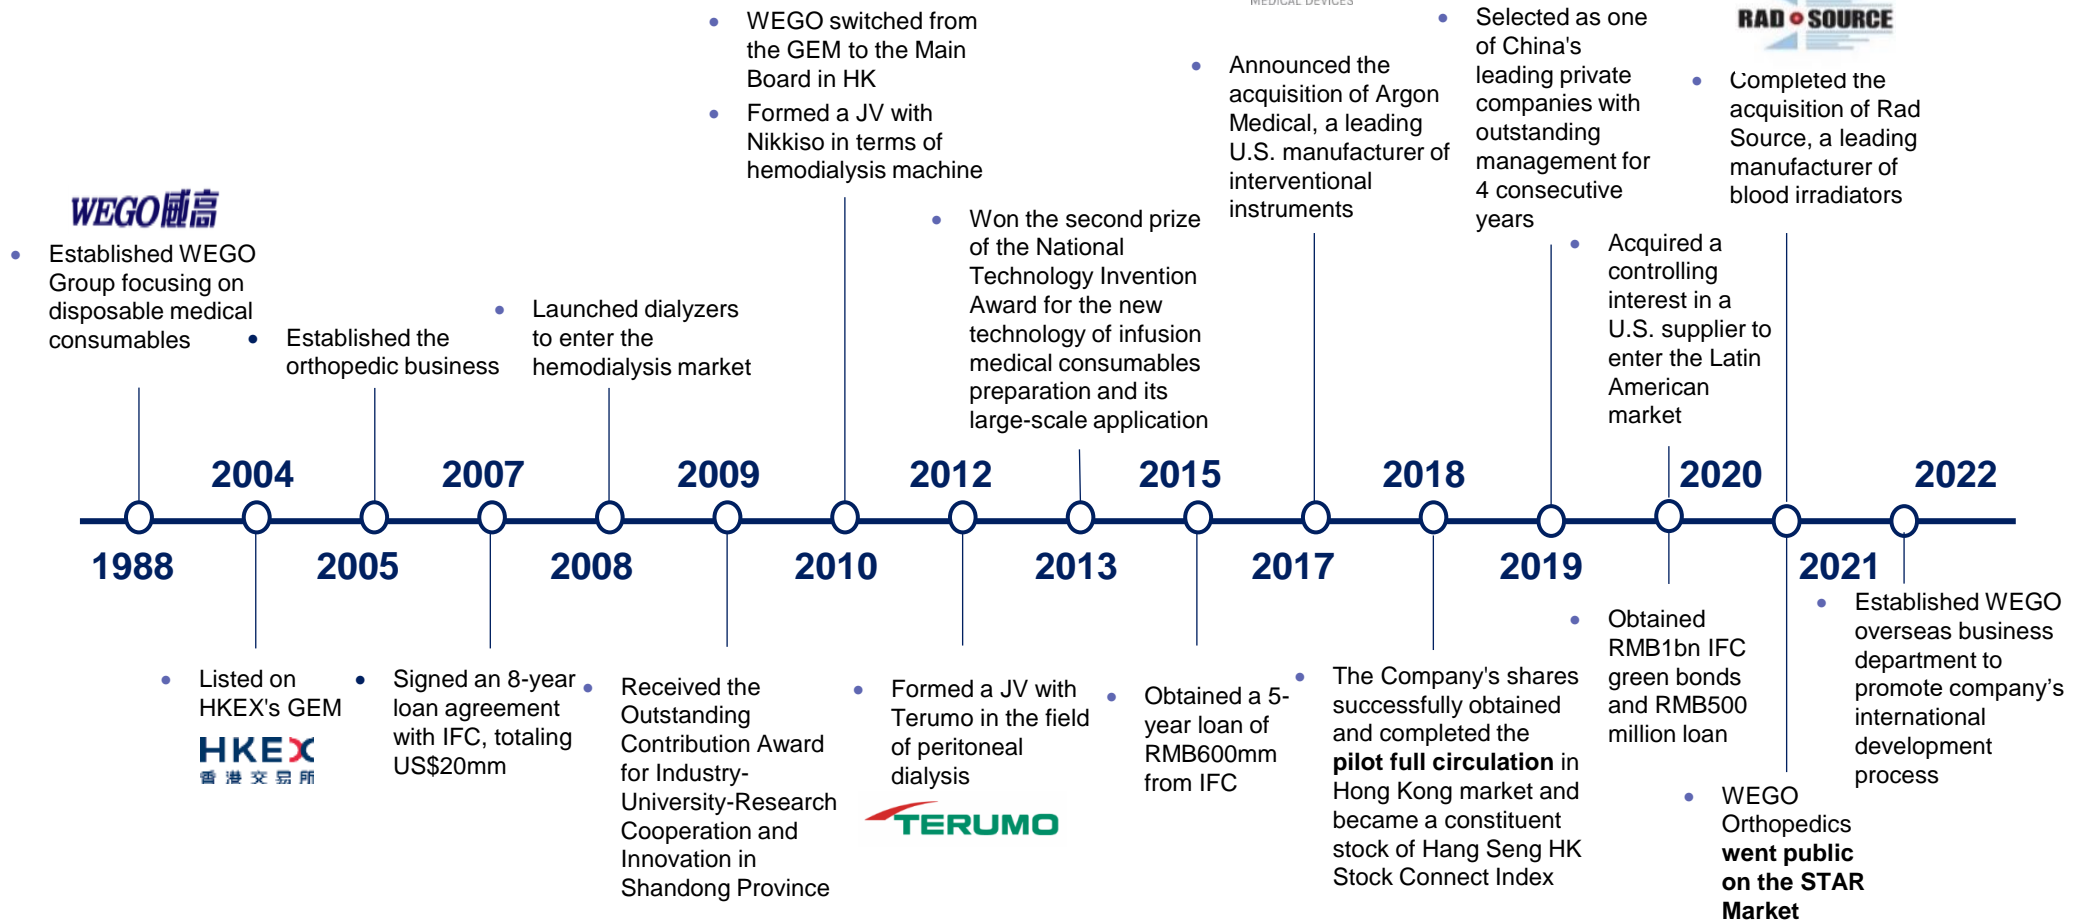 MEDICAL DEVICES
RAD SOURCE
• WEGO switched from
the GEM to the Main
Board in HK
• Formed a JV with
Nikkiso in terms of
hemodialysis machine
• Announced the
acquisition of Argon
Medical, a leading
U.S. manufacturer of
interventional
instruments
• Selected as one
of China's
leading private
companies with
outstanding
management for
4 consecutive
years
• Completed the
acquisition of Rad
Source, a leading
manufacturer of
blood irradiators
WEGO威高
• Established WEGO
Group focusing on
disposable medical
consumables
• Established the
orthopedic business
• Launched dialyzers
to enter the
hemodialysis market
• Won the second prize
of the National
Technology Invention
Award for the new
technology of infusion
medical consumables
preparation and its
large-scale application
• Acquired a
controlling
interest in a
U.S. supplier to
enter the Latin
American
market
2004 2007 2009 2012 2015 2018 2020 2022
1988 2005 2008 2010 2013 2017 2019 2021
• Listed on
HKEX's GEM
HKEX
香港交易所
• Signed an 8-year
loan agreement
with IFC, totaling
US$20mm
• Received the
Outstanding
Contribution Award
for Industry-
University-Research
Cooperation and
Innovation in
Shandong Province
• Formed a JV with
Terumo in the field
of peritoneal
dialysis
TERUMO
• Obtained a 5-
year loan of
RMB600mm
from IFC
• The Company's shares
successfully obtained
and completed the
pilot full circulation in
Hong Kong market and
became a constituent
stock of Hang Seng HK
Stock Connect Index
• Obtained
RMB1bn IFC
green bonds
and RMB500
million loan
• WEGO
Orthopedics
went public
on the STAR
Market
• Established WEGO
overseas business
department to
promote company's
international
development
process